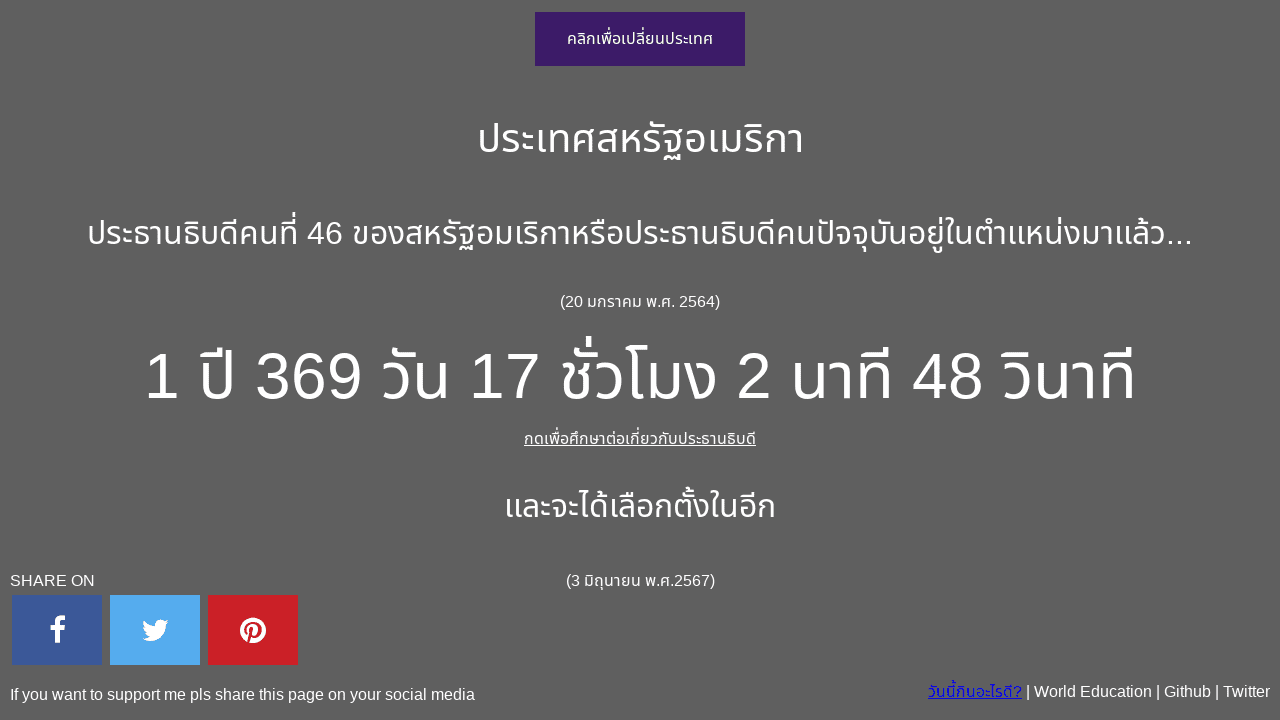 คลิกเพื่อเปลี่ยนประเทศ
ประเทศสหรัฐอเมริกา
ประธานธิบดีคนที่ 46 ของสหรัฐอมเริกาหรือประธานธิบดีคนปัจจุบันอยู่ในตำแหน่งมาแล้ว...
(20 มกราคม พ.ศ. 2564)
1 ปี 369 วัน 17 ชั่วโมง 2 นาที 48 วินาที
กดเพื่อศึกษาต่อเกี่ยวกับประธานธิบดี
และจะได้เลือกตั้งในอีก
(3 มิถุนายน พ.ศ.2567)
SHARE ON
If you want to support me pls share this page on your social media
วันนี้กินอะไรดี? | World Education | Github | Twitter